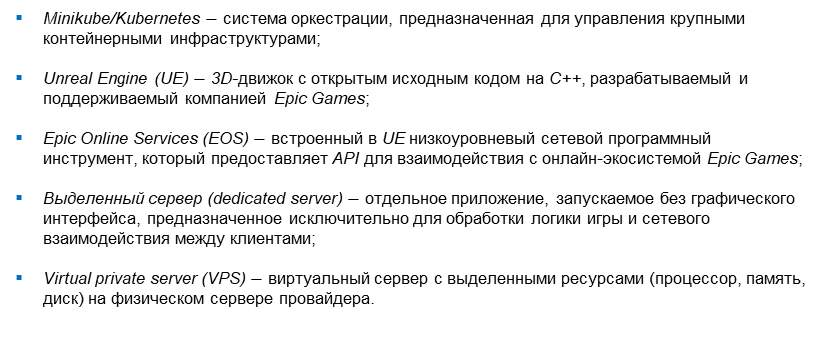 ▪ Minikube/Kubernetes – система оркестрации, предназначенная для управления крупными
контейнерными инфраструктурами;
▪ Unreal Engine (UE) – 3D-движок с открытым исходным кодом на C++, разрабатываемый и
поддерживаемый компанией Epic Games;
▪ Epic Online Services (EOS) – встроенный в UE низкоуровневый сетевой программный
инструмент, который предоставляет API для взаимодействия с онлайн-экосистемой Epic Games;
▪ Выделенный сервер (dedicated server) – отдельное приложение, запускаемое без графического
интерфейса, предназначенное исключительно для обработки логики игры и сетевого
взаимодействия между клиентами;
▪ Virtual private server (VPS) – виртуальный сервер с выделенными ресурсами (процессор, память,
диск) на физическом сервере провайдера.